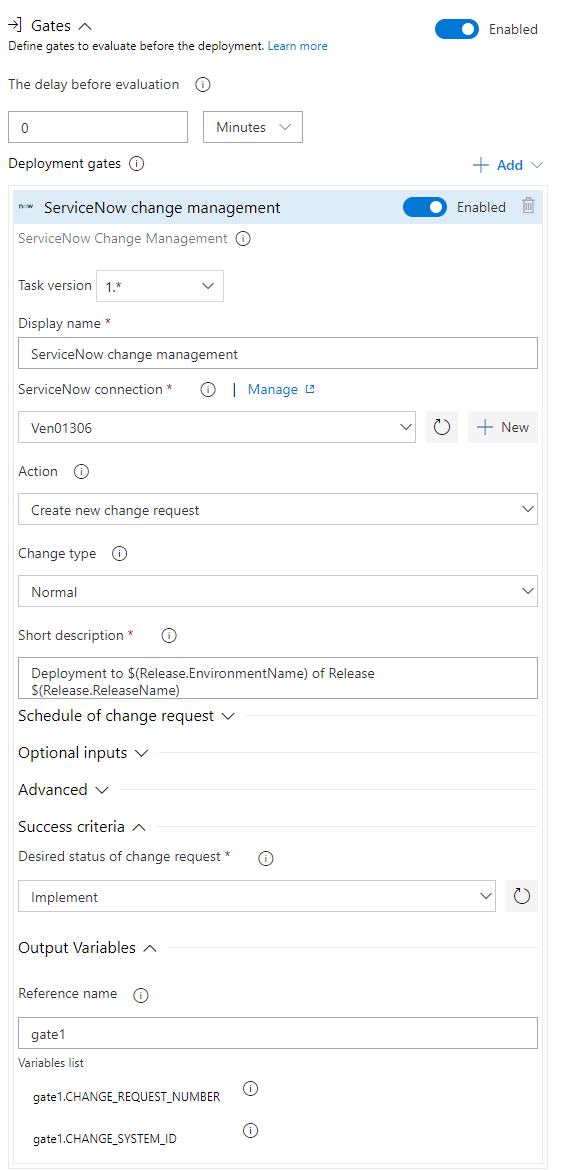 Gates
Enabled
Define gates to evaluate before the deployment. Learn more
The delay before evaluation
0
Minutes
Deployment gates
Add
now ServiceNow change management
Enabled
ServiceNow Change Management
Task version 1.*
Display name *
ServiceNow change management
ServiceNow connection * | Manage
Ven01306
New
Action
Create new change request
Change type
Normal
Short description *
Deployment to $(Release.EnvironmentName) of Release
$(Release.ReleaseName)
Schedule of change request
Optional inputs
Advanced
Success criteria
Desired status of change request *
Implement
Output Variables
Reference name
gate1
Variables list
gate1.CHANGE_REQUEST_NUMBER
gate1.CHANGE_SYSTEM_ID